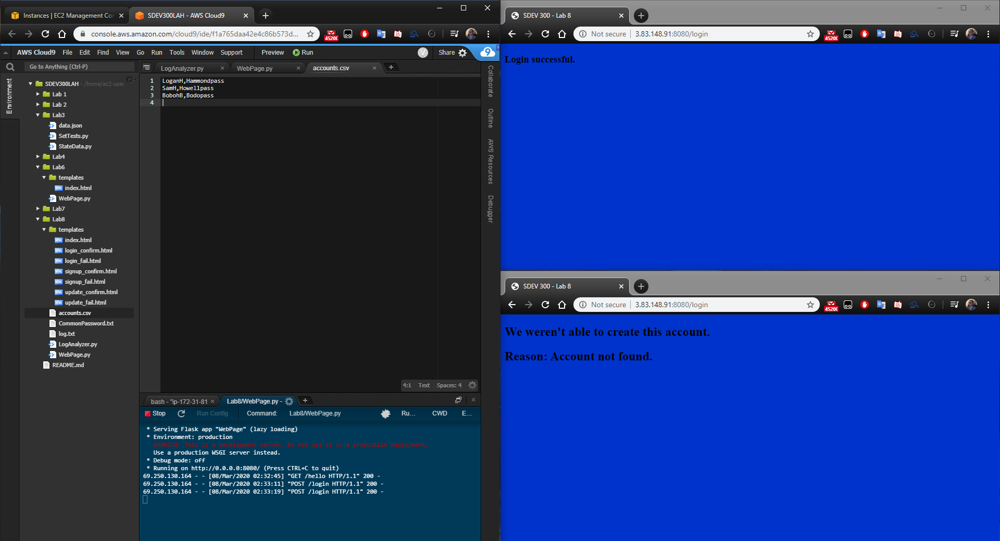 Instances | EC2 Management Con
SDEV300LAH - AWS Cloud9
console.aws.amazon.com/cloud9/ide/f1a765daa42e4c86b573d...
4520
AWS Cloud9 File Edit Find View Go Run Tools Window Support Preview Run V Share 9
Go to Anything (Ctrl-P)
LogAnalyzer.py
WebPage.py
accounts.csv
Environment
SDEV300LAH - /home/ec2-user
Lab 1
Lab 2
Lab3
data.json
SetTests.py
StateData.py
Lab4
Lab6
templates
index.html
WebPage.py
Lab7
Lab8
templates
index.html
login_confirm.html
login_fail.html
signup_confirm.html
signup_fail.html
update_confirm.html
update_fail.html
accounts.csv
CommonPassword.txt
log.txt
LogAnalyzer.py
WebPage.py
README.md
1 LoganH,Hammondpass
2 SamH,Howellpass
3 BobohB,Bodopass
4
4:1 Text Spaces: 4
Collaborate
Outline
AWS Resources
Debugger
bash - "ip-172-31-81
Lab8/WebPage.py -
Stop Run Config Command: Lab8/WebPage.py Ru... CWD E...
* Serving Flask app "WebPage" (lazy loading)
* Environment: production
WARNING: This is a development server. Do not use it in a production deployment.
Use a production WSGI server instead.
* Debug mode: off
* Running on http://0.0.0.0:8080/ (Press CTRL+C to quit)
69.250.130.164 - - [08/Mar/2020 02:32:45] "GET /hello HTTP/1.1" 200 -
69.250.130.164 - - [08/Mar/2020 02:33:11] "POST /login HTTP/1.1" 200 -
69.250.130.164 - - [08/Mar/2020 02:33:19] "POST /login HTTP/1.1" 200 -
SDEV 300 - Lab 8
Not secure | 3.83.148.91:8080/login
4520
Login successful.
SDEV 300 - Lab 8
Not secure | 3.83.148.91:8080/login
4520
We weren't able to create this account.
Reason: Account not found.